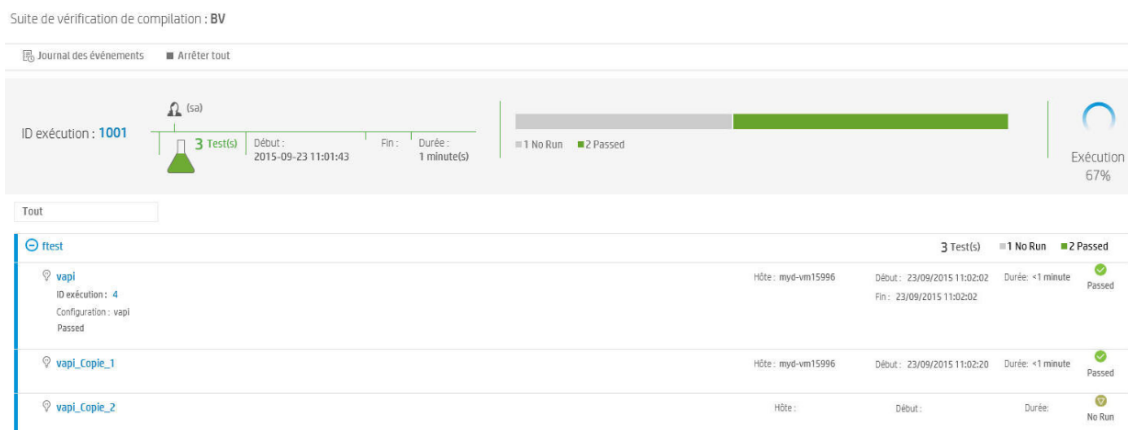 Suite de vérification de compilation : BV
Journal des événements Arrêter tout
(sa)
ID exécution : 1001
3 Test(s) Début : Fin : Durée :
2015-09-23 11:01:43 1 minute(s)
1 No Run 2 Passed
Exécution
67%
Tout
ftest 3 Test(s) 1 No Run 2 Passed
vapi Hôte : myd-vm15996 Début : 23/09/2015 11:02:02 Durée: <1 minute
Passed
ID exécution : 4 Fin : 23/09/2015 11:02:02
Configuration : vapi
Passed
vapi_Copie_1 Hôte : myd-vm15996 Début : 23/09/2015 11:02:20 Durée: <1 minute
Passed
vapi_Copie_2 Hôte : Début : Durée:
No Run